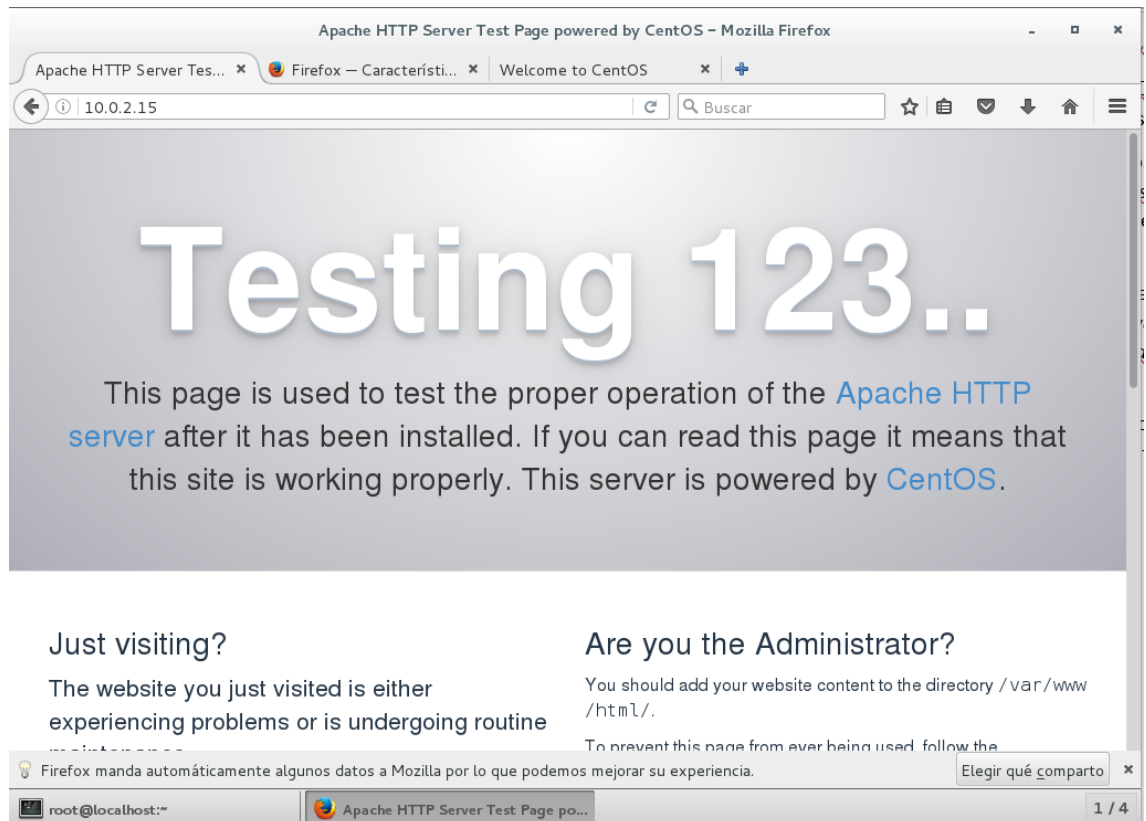 Apache HTTP Server Test Page powered by CentOS – Mozilla Firefox
Apache HTTP Server Tes...
Firefox — Característi...
Welcome to CentOS
10.0.2.15
Buscar
Testing 123..
This page is used to test the proper operation of the Apache HTTP
server after it has been installed. If you can read this page it means that
this site is working properly. This server is powered by CentOS.
Just visiting?
The website you just visited is either
experiencing problems or is undergoing routine
Are you the Administrator?
You should add your website content to the directory /var/www
/html/.
To prevent this page from ever being used, follow the
Firefox manda automáticamente algunos datos a Mozilla por lo que podemos mejorar su experiencia.
Elegir qué comparto
root@localhost:~
Apache HTTP Server Test Page po...
1 / 4